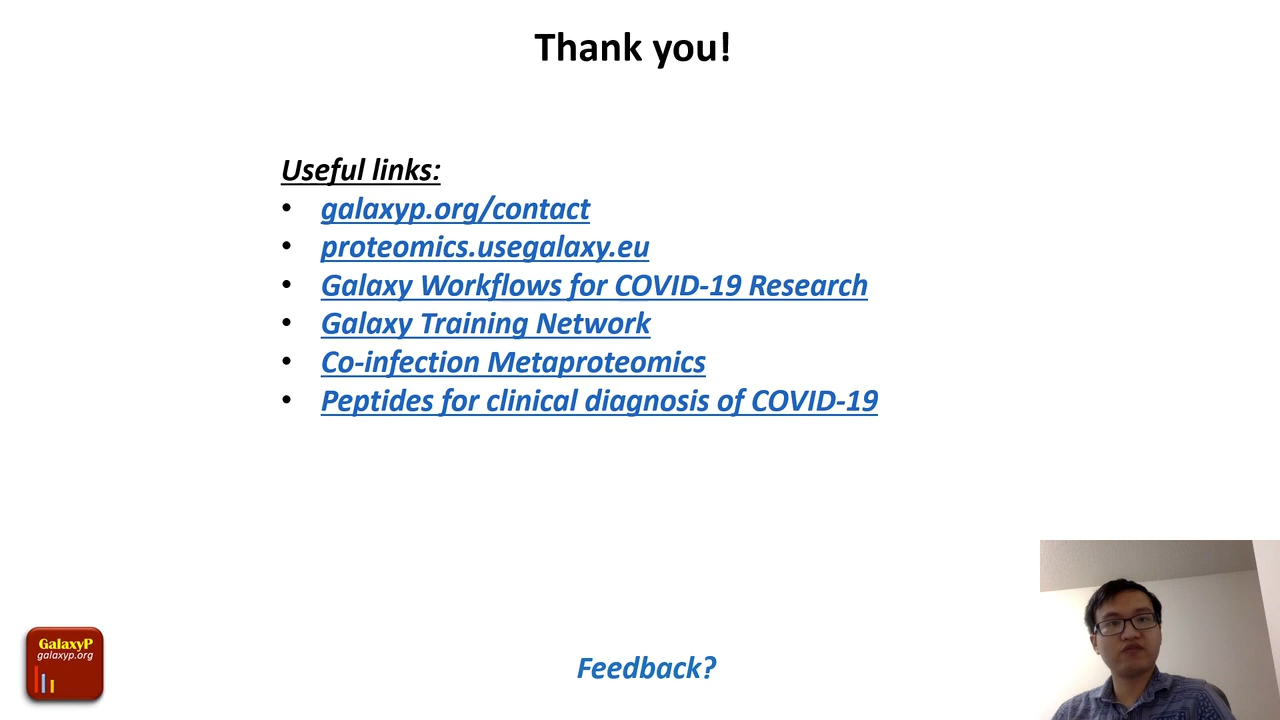 Thank you!
Useful links:
• galaxyp.org/contact
• proteomics.usegalaxy.eu
• Galaxy Workflows for COVID-19 Research
• Galaxy Training Network
• Co-infection Metaproteomics
• Peptides for clinical diagnosis of COVID-19
GalaxyP
galaxyp.org
Feedback?